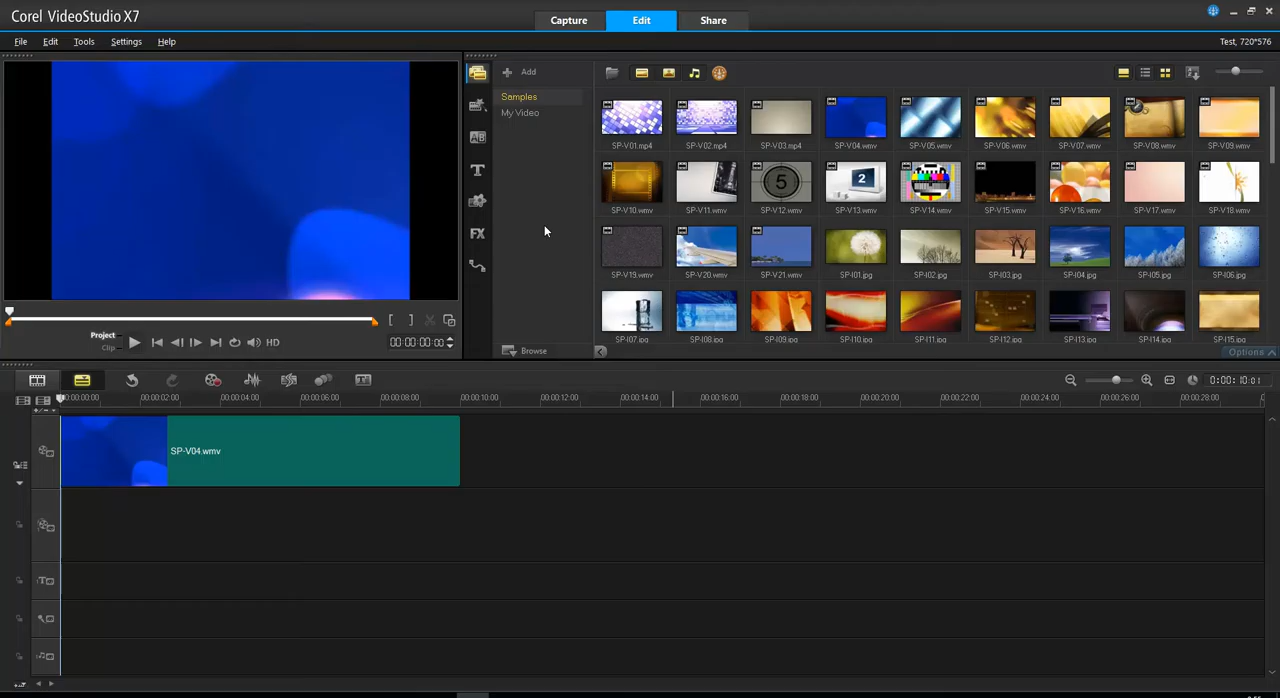 Corel VideoStudio X7
Capture
Edit
Share
File
Edit
Tools
Settings
Help
Test, 720*576
Add
Samples
My Video
Browse
SP-V01.mp4
SP-V02.mp4
SP-V03.mp4
SP-V04.wmv
SP-V05.wmv
SP-V06.wmv
SP-V07.wmv
SP-V08.wmv
SP-V09.wmv
SP-V10.wmv
SP-V11.wmv
SP-V12.wmv
SP-V13.wmv
SP-V14.wmv
SP-V15.wmv
SP-V16.wmv
SP-V17.wmv
SP-V18.wmv
SP-V19.wmv
SP-V20.wmv
SP-V21.wmv
SP-I01.jpg
SP-I02.jpg
SP-I03.jpg
SP-I04.jpg
SP-I05.jpg
SP-I06.jpg
SP-I07.jpg
SP-I08.jpg
SP-I09.jpg
SP-I10.jpg
SP-I11.jpg
SP-I12.jpg
SP-I13.jpg
SP-I14.jpg
SP-I15.jpg
5
2
AB
T
FX
Options
Project
Clip
HD
00:00:00:00
0:00:10:01
00:00:00:00
00:00:02:00
00:00:04:00
00:00:06:00
00:00:08:00
00:00:10:00
00:00:12:00
00:00:14:00
00:00:16:00
00:00:18:00
00:00:20:00
00:00:22:00
00:00:24:00
00:00:26:00
00:00:28:00
SP-V04.wmv